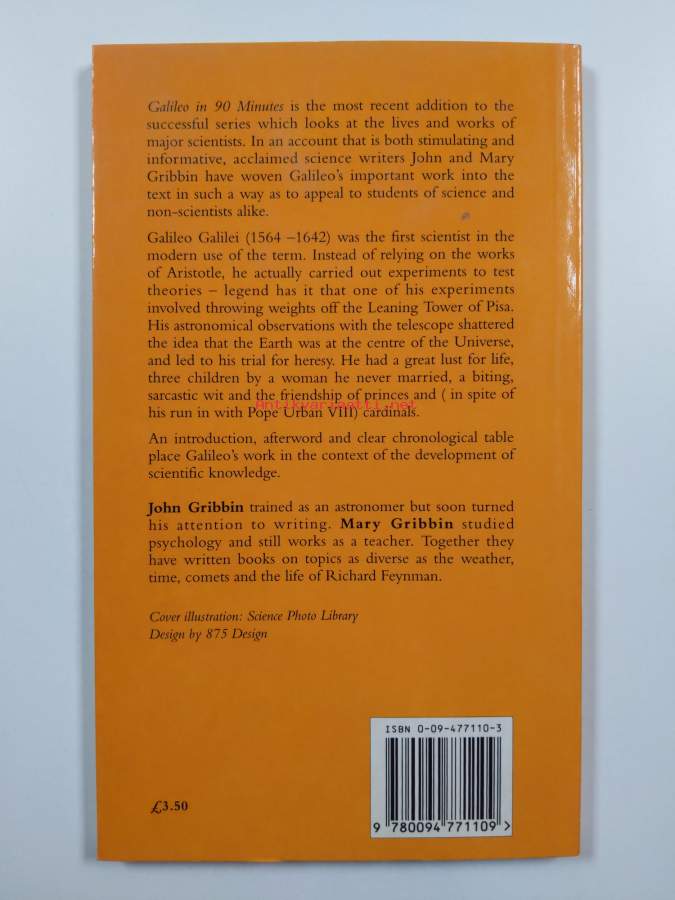 Galileo in 90 Minutes is the most recent addition to the
successful series which looks at the lives and works of
major scientists. In an account that is both stimulating and
informative, acclaimed science writers John and Mary
Gribbin have woven Galileo's important work into the
text in such a way as to appeal to students of science and
non-scientists alike.
Galileo Galilei (1564 –1642) was the first scientist in the
modern use of the term. Instead of relying on the works
of Aristotle, he actually carried out experiments to test
theories – legend has it that one of his experiments
involved throwing weights off the Leaning Tower of Pisa.
His astronomical observations with the telescope shattered
the idea that the Earth was at the centre of the Universe,
and led to his trial for heresy. He had a great lust for life,
three children by a woman he never married, a biting,
sarcastic wit and the friendship of princes and ( in spite of
Antikvariaatti.net
his run in with Pope Urban VIII) cardinals.
An introduction, afterword and clear chronological table
place Galileo's work in the context of the development of
scientific knowledge.
John Gribbin trained as an astronomer but soon turned
his attention to writing. Mary Gribbin studied
psychology and still works as a teacher. Together they
have written books on topics as diverse as the weather,
time, comets and the life of Richard Feynman.
Cover illustration: Science Photo Library
Design by 875 Design
ISBN 0-09-477110-3
£3.50
9 780094 771109 >